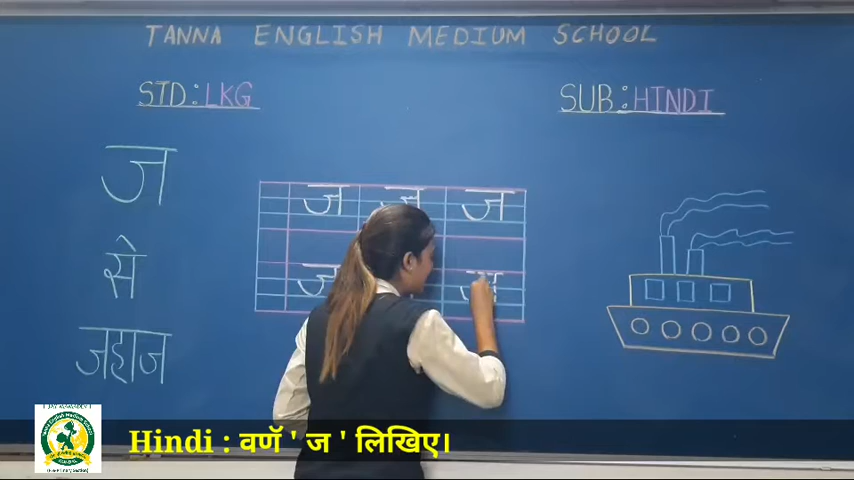 TANNA ENGLISH MEDIUM SCHOOL
STD:LKG
SUB:HINDI
ज
से
जहाज
ज ज ज
ज ज
Hindi : वर्ण ' ज ' लिखिए।